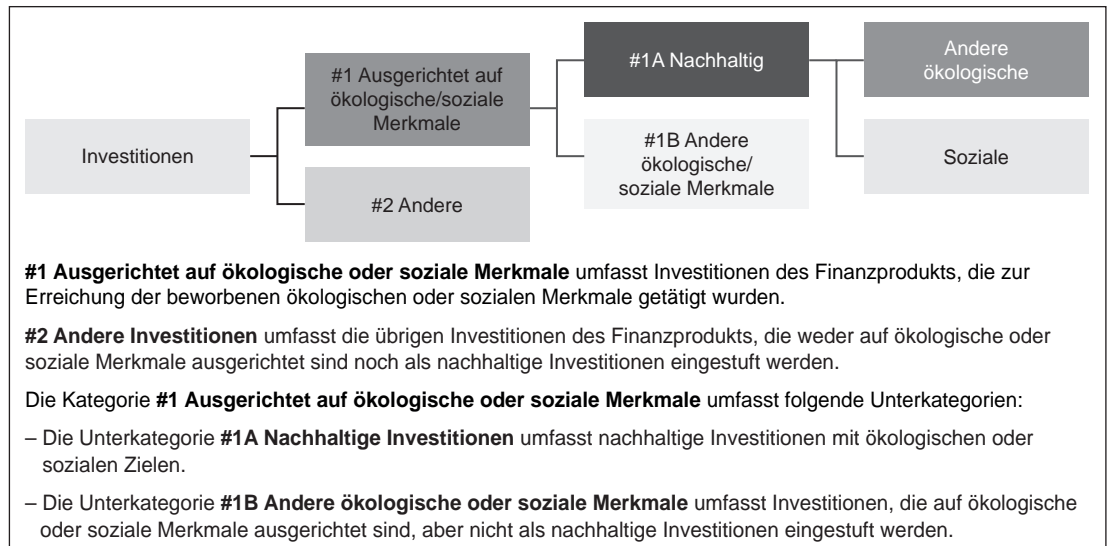 Investitionen
#1 Ausgerichtet auf
ökologische/soziale
Merkmale
#2 Andere
#1A Nachhaltig
#1B Andere
ökologische/
soziale Merkmale
Andere
ökologische
Soziale
#1 Ausgerichtet auf ökologische oder soziale Merkmale umfasst Investitionen des Finanzprodukts, die zur
Erreichung der beworbenen ökologischen oder sozialen Merkmale getätigt wurden.
#2 Andere Investitionen umfasst die übrigen Investitionen des Finanzprodukts, die weder auf ökologische oder
soziale Merkmale ausgerichtet sind noch als nachhaltige Investitionen eingestuft werden.
Die Kategorie #1 Ausgerichtet auf ökologische oder soziale Merkmale umfasst folgende Unterkategorien:
– Die Unterkategorie #1A Nachhaltige Investitionen umfasst nachhaltige Investitionen mit ökologischen oder
sozialen Zielen.
– Die Unterkategorie #1B Andere ökologische oder soziale Merkmale umfasst Investitionen, die auf ökologische
oder soziale Merkmale ausgerichtet sind, aber nicht als nachhaltige Investitionen eingestuft werden.